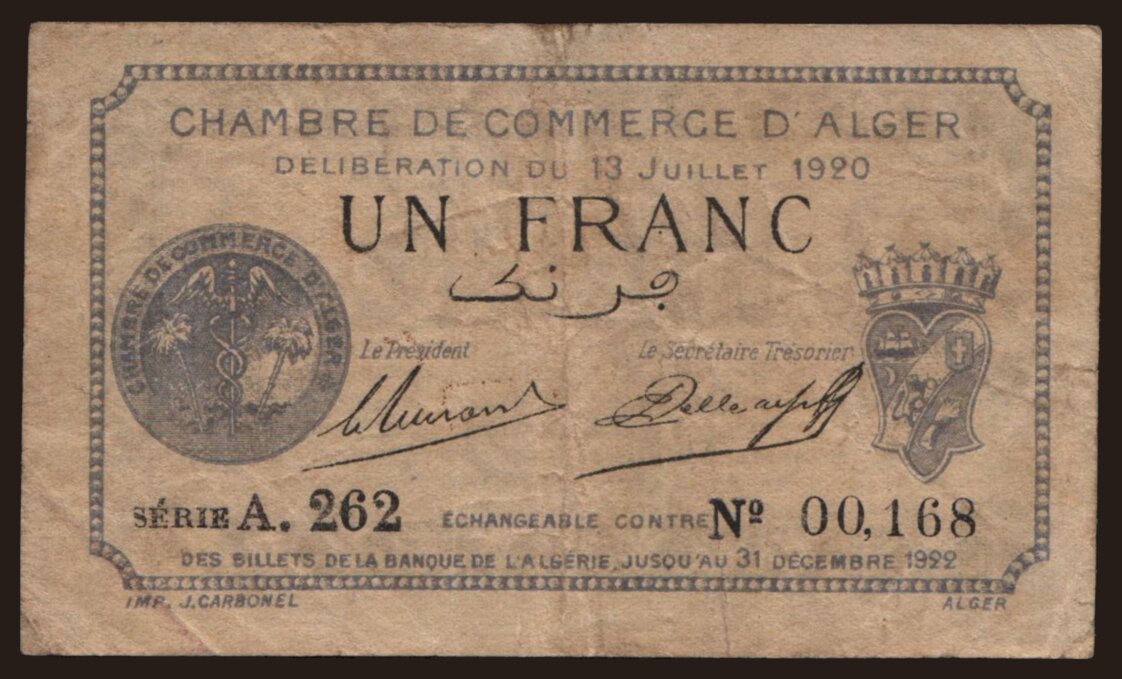 CHAMBRE DE COMMERCE D'ALGER
DELIBERATION DU 13 JUILLET 1920
UN FRANC
فرنك
CHAMBRE DE COMMERCE D'ALGER
Le Président
Le Secrétaire Trésorier
SÉRIE A. 262
ÉCHANGEABLE CONTRE
Nº 00,168
DES BILLETS DE LA BANQUE DE L'ALGÉRIE, JUSQU'AU 31 DECEMBRE 1922
IMP. J. CARBONEL
ALGER